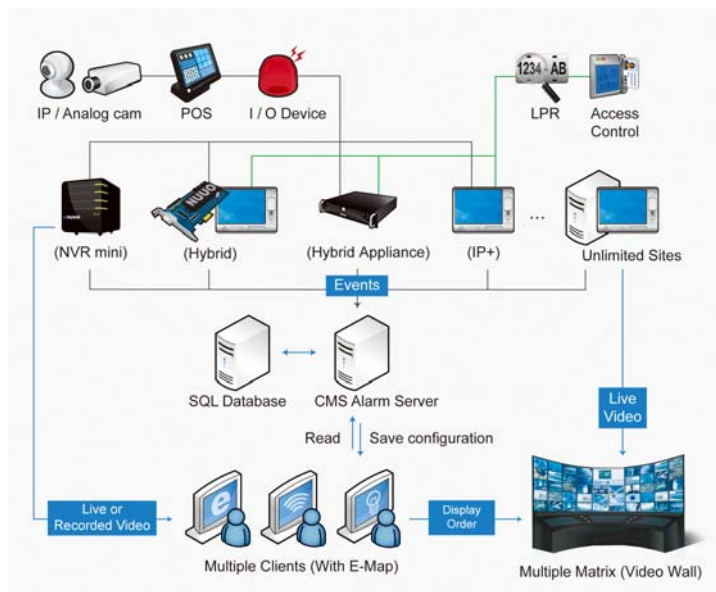 1234 - AB
IP / Analog cam
POS
I / O Device
LPR
Access
Control
NUUO
(NVR mini)
(Hybrid)
(Hybrid Appliance)
(IP+)
...
Unlimited Sites
Events
SQL Database
CMS Alarm Server
Live
Video
Read
Save configuration
e
Live or
Recorded Video
Display
Order
Multiple Clients (With E-Map)
Multiple Matrix (Video Wall)